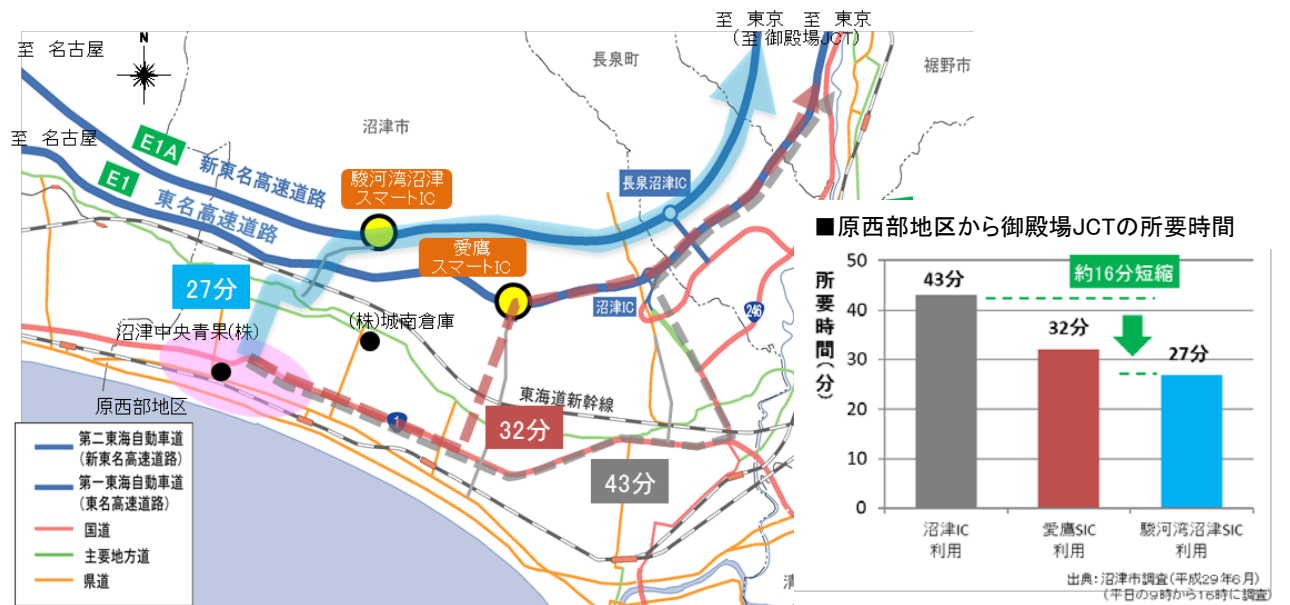 至 東京 至 東京
(至 御殿場JCT)
至 名古屋
N
長泉町
裾野市
至 名古屋
沼津市
E1A
新東名高速道路
E1
東名高速道路
駿河湾沼津
スマートIC
長泉沼津IC
愛鷹
スマートIC
27分
沼津IC
246
沼津中央青果(株)
(株)城南倉庫
原西部地区
東海道新幹線
1
32分
43分
第二東海自動車道
(新東名高速道路)
第一東海自動車道
(東名高速道路)
国道
主要地方道
県道
■原西部地区から御殿場JCTの所要時間
所要時間(分)
50
40
30
20
10
0
43分
約16分短縮
32分
27分
沼津IC
利用
愛鷹SIC
利用
駿河湾沼津SIC
利用
出典:沼津市調査(平成29年6月)
(平日の9時から16時に調査)